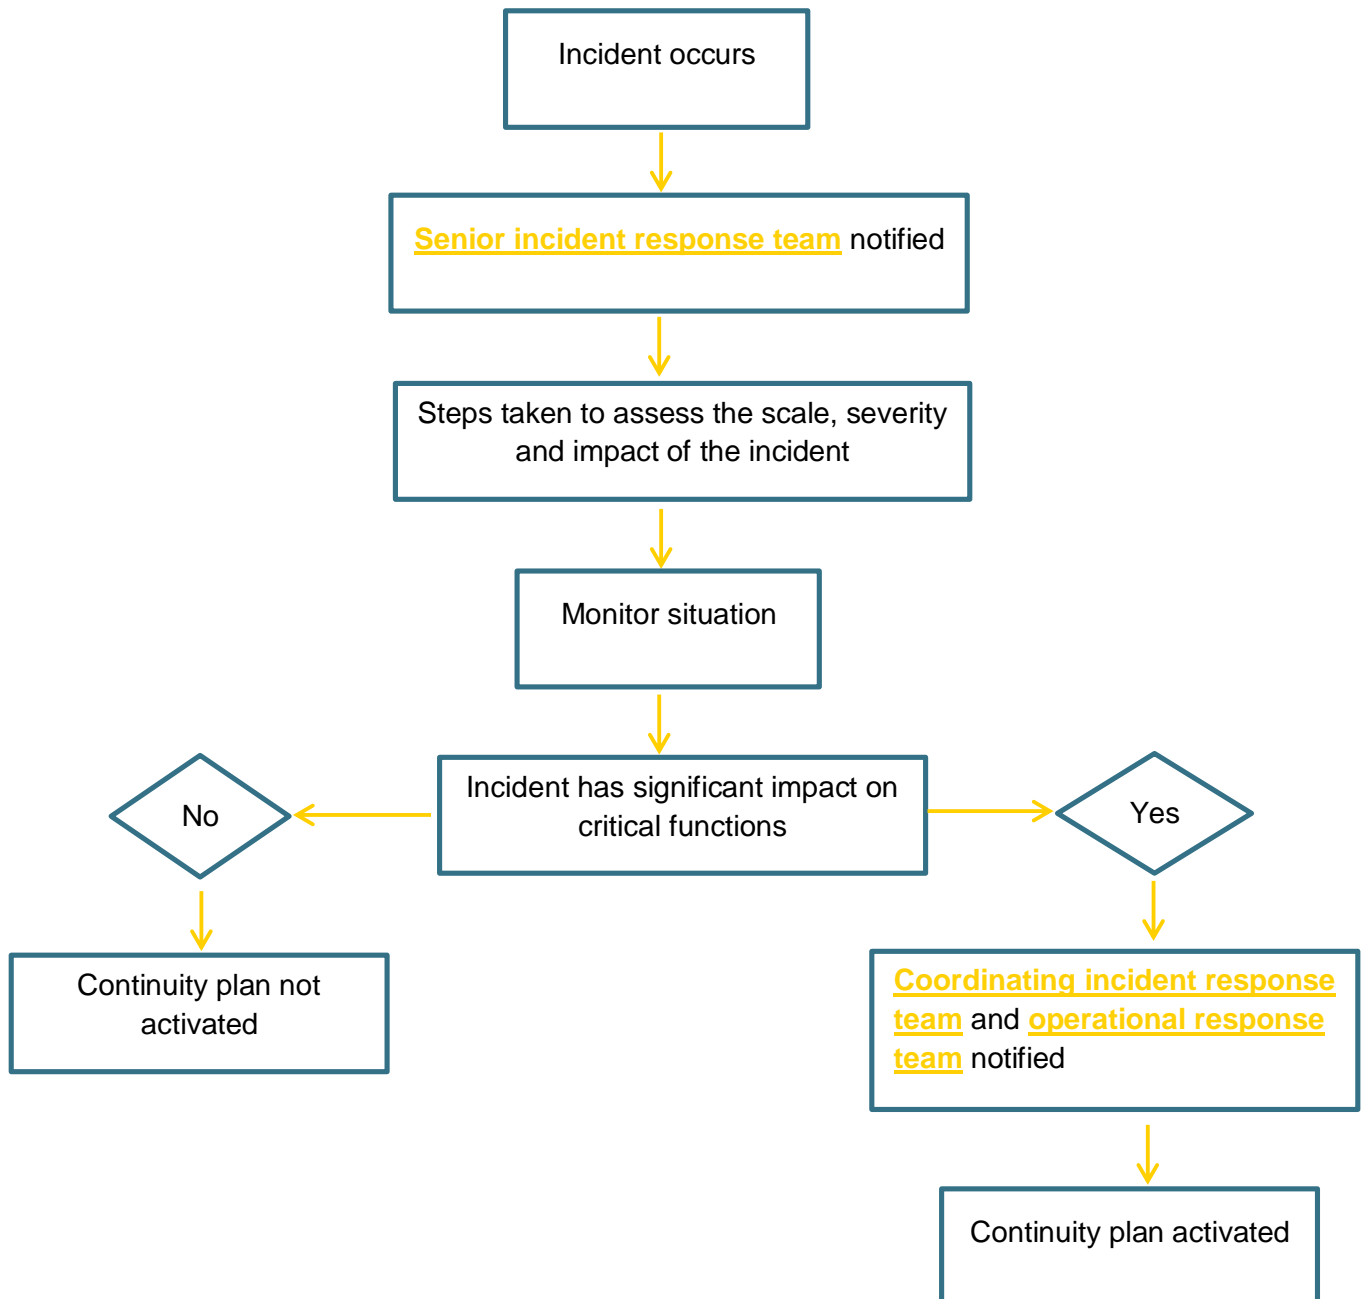 Incident occurs
Senior incident response team notified
Steps taken to assess the scale, severity
and impact of the incident
Monitor situation
Incident has significant impact on
critical functions
No
Yes
Continuity plan not
activated
Coordinating incident response
team and operational response
team notified
Continuity plan activated